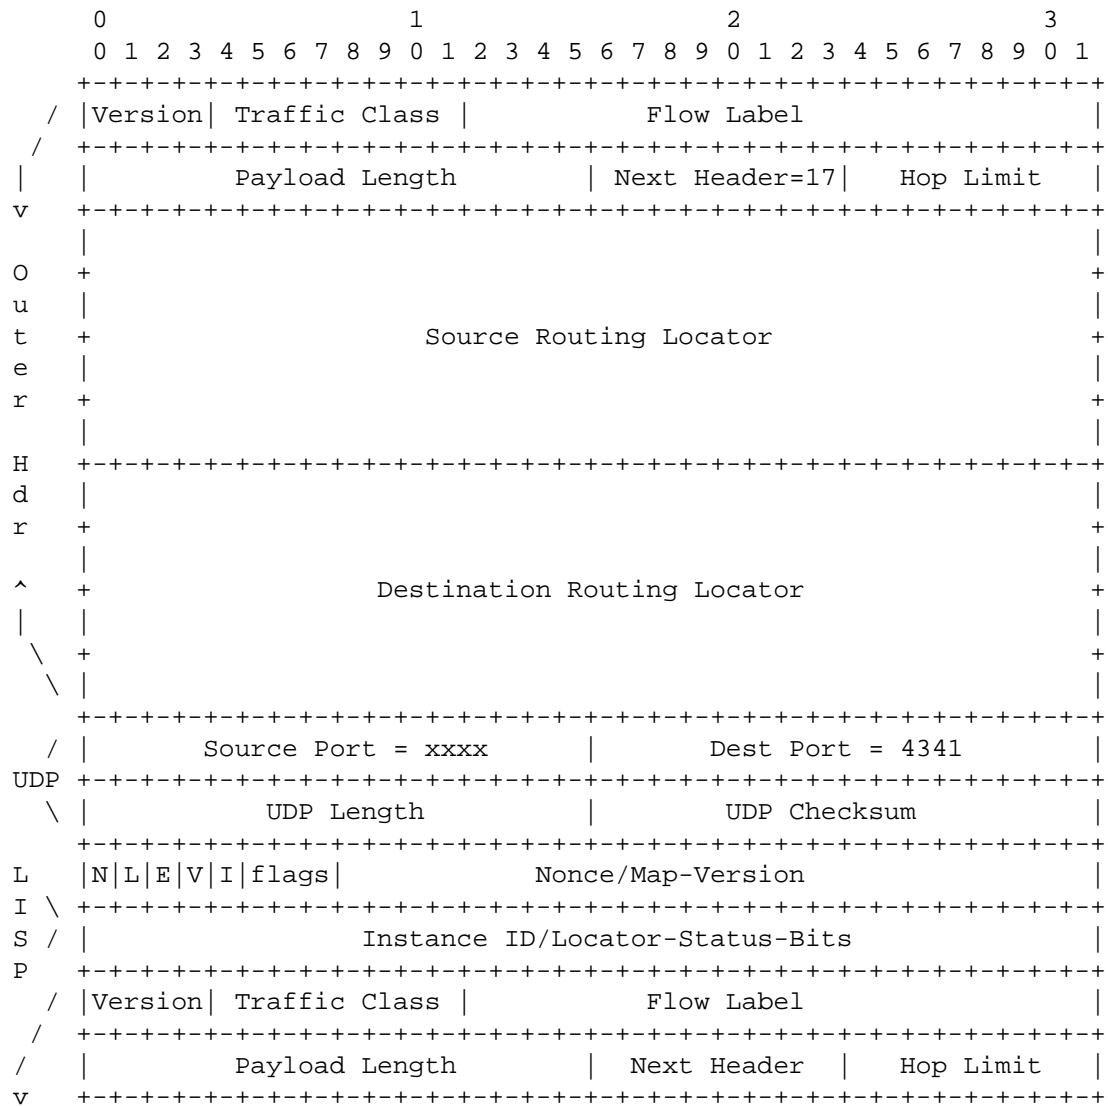 0                   1                   2                   3
      0 1 2 3 4 5 6 7 8 9 0 1 2 3 4 5 6 7 8 9 0 1 2 3 4 5 6 7 8 9 0 1
     +-+-+-+-+-+-+-+-+-+-+-+-+-+-+-+-+-+-+-+-+-+-+-+-+-+-+-+-+-+-+-+-+
   / |Version| Traffic Class |           Flow Label                  |
  /  +-+-+-+-+-+-+-+-+-+-+-+-+-+-+-+-+-+-+-+-+-+-+-+-+-+-+-+-+-+-+-+-+
 |   |         Payload Length        | Next Header=17|   Hop Limit   |
 v   +-+-+-+-+-+-+-+-+-+-+-+-+-+-+-+-+-+-+-+-+-+-+-+-+-+-+-+-+-+-+-+-+
     |                                                               |
 O   +                                                               +
 u   |                                                               |
 t   +                     Source Routing Locator                    +
 e   |                                                               |
 r   +                                                               +
     |                                                               |
 H   +-+-+-+-+-+-+-+-+-+-+-+-+-+-+-+-+-+-+-+-+-+-+-+-+-+-+-+-+-+-+-+-+
 d   |                                                               |
 r   +                                                               +
     |                                                               |
 ^   +                  Destination Routing Locator                  +
 |   |                                                               |
  \  +                                                               +
   \ |                                                               |
     +-+-+-+-+-+-+-+-+-+-+-+-+-+-+-+-+-+-+-+-+-+-+-+-+-+-+-+-+-+-+-+-+
   / |       Source Port = xxxx      |       Dest Port = 4341        |
 UDP +-+-+-+-+-+-+-+-+-+-+-+-+-+-+-+-+-+-+-+-+-+-+-+-+-+-+-+-+-+-+-+-+
   \ |           UDP Length          |        UDP Checksum           |
     +-+-+-+-+-+-+-+-+-+-+-+-+-+-+-+-+-+-+-+-+-+-+-+-+-+-+-+-+-+-+-+-+
 L   |N|L|E|V|I|flags|            Nonce/Map-Version                  |
 I \ +-+-+-+-+-+-+-+-+-+-+-+-+-+-+-+-+-+-+-+-+-+-+-+-+-+-+-+-+-+-+-+-+
 S / |                 Instance ID/Locator-Status-Bits               |
 P   +-+-+-+-+-+-+-+-+-+-+-+-+-+-+-+-+-+-+-+-+-+-+-+-+-+-+-+-+-+-+-+-+
   / |Version| Traffic Class |           Flow Label                  |
  /  +-+-+-+-+-+-+-+-+-+-+-+-+-+-+-+-+-+-+-+-+-+-+-+-+-+-+-+-+-+-+-+-+
 /   |         Payload Length        |  Next Header  |   Hop Limit   |
 v   +-+-+-+-+-+-+-+-+-+-+-+-+-+-+-+-+-+-+-+-+-+-+-+-+-+-+-+-+-+-+-+-+